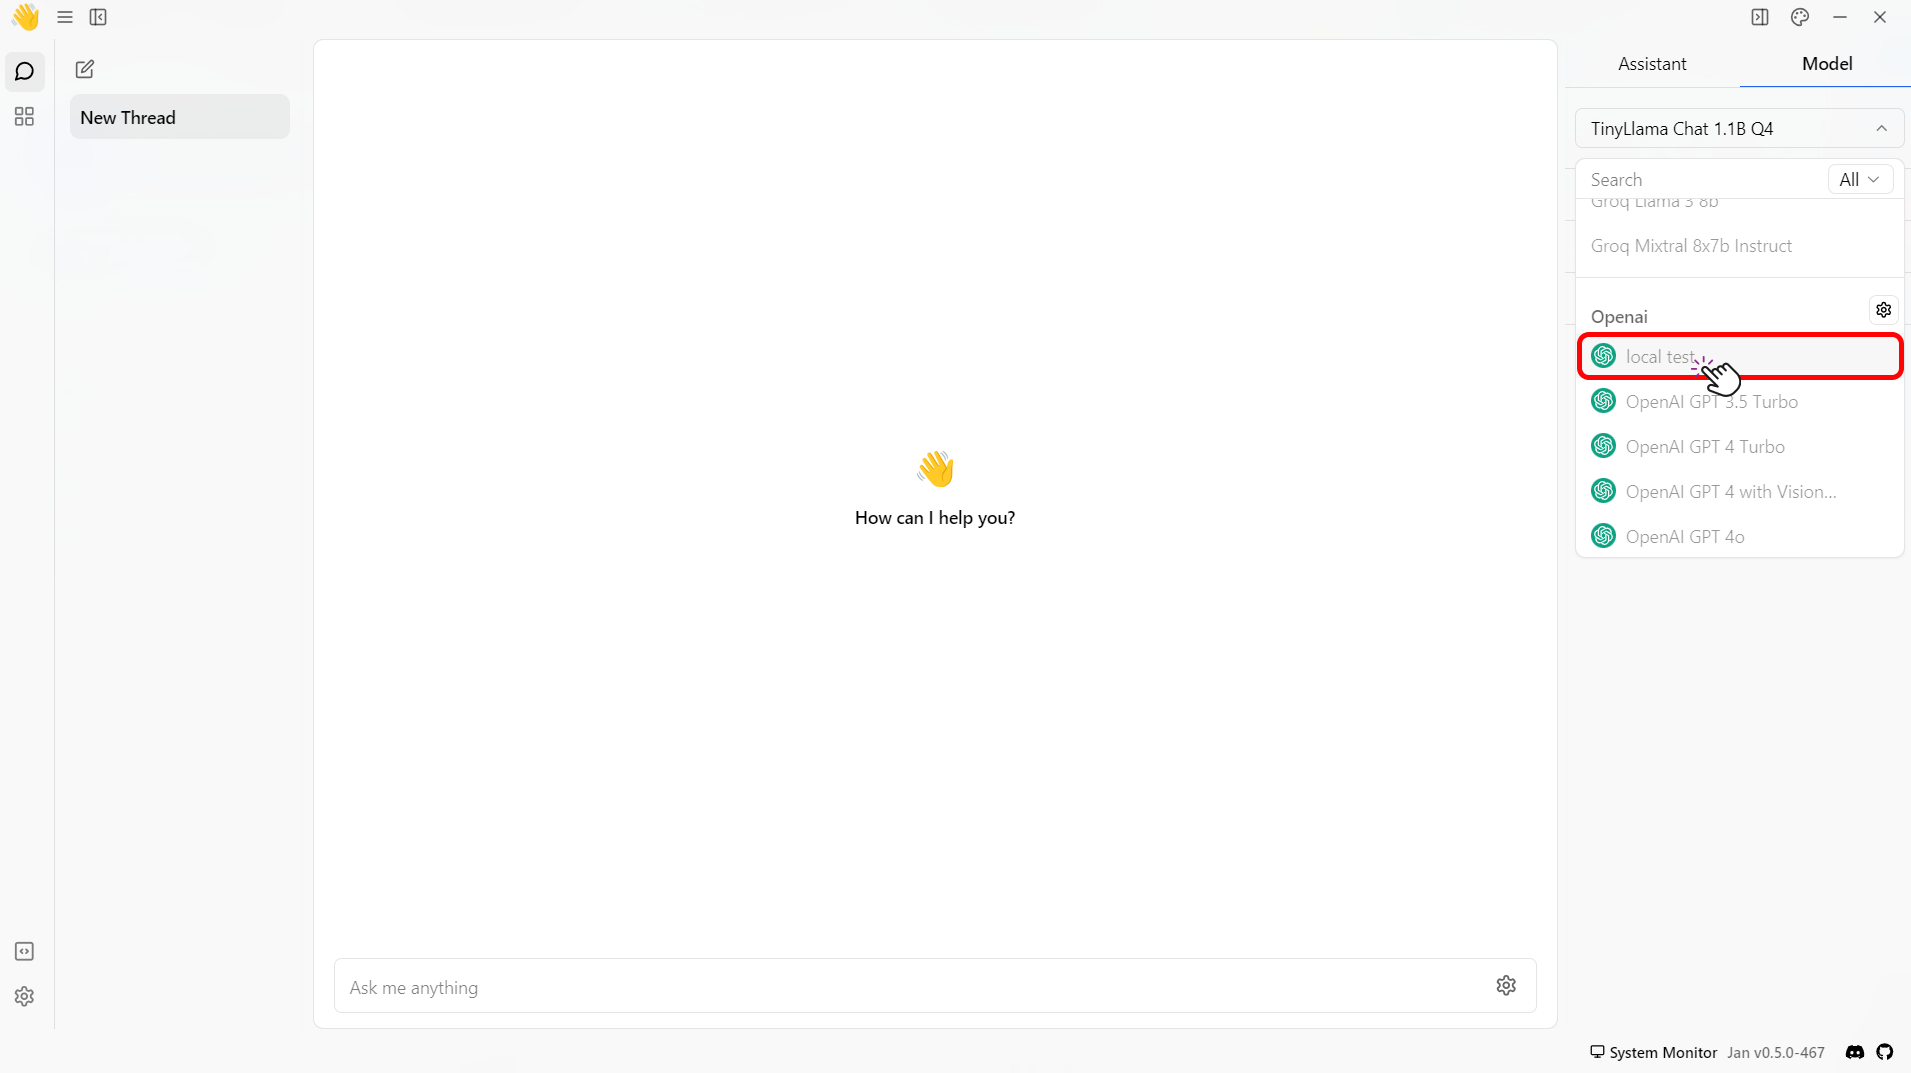 New Thread
How can I help you?
Ask me anything
Assistant
Model
TinyLlama Chat 1.1B Q4
Search
All
Groq Llama 3 8b
Groq Mixtral 8x7b Instruct
Openai
local test
OpenAI GPT 3.5 Turbo
OpenAI GPT 4 Turbo
OpenAI GPT 4 with Vision...
OpenAI GPT 4o
System Monitor Jan v0.5.0-467